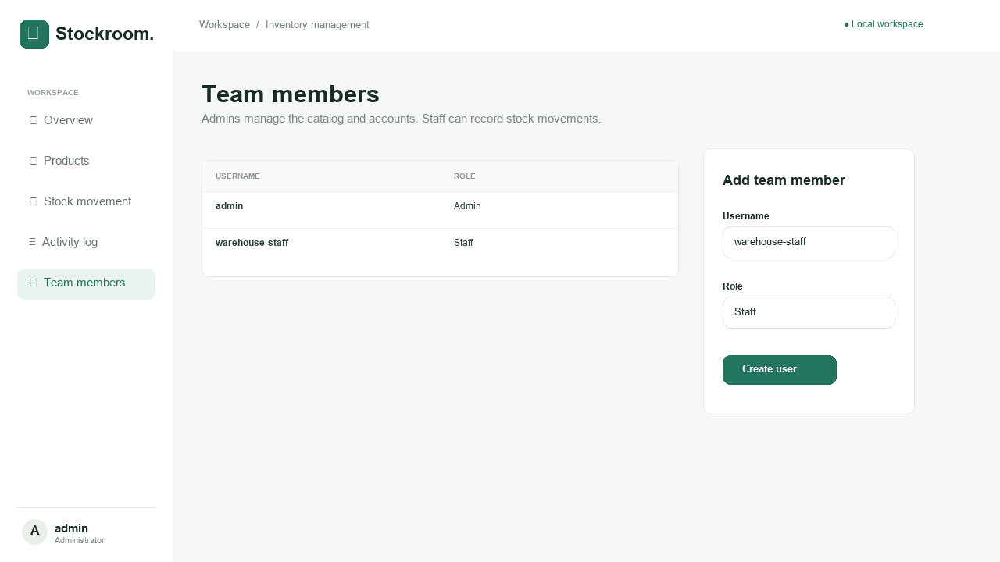 Stockroom.
Workspace / Inventory management
● Local workspace
WORKSPACE
Overview
Products
Stock movement
Activity log
Team members
Team members
Admins manage the catalog and accounts. Staff can record stock movements.
USERNAME ROLE
admin Admin
warehouse-staff Staff
Add team member
Username
warehouse-staff
Role
Staff
Create user
A
admin
Administrator